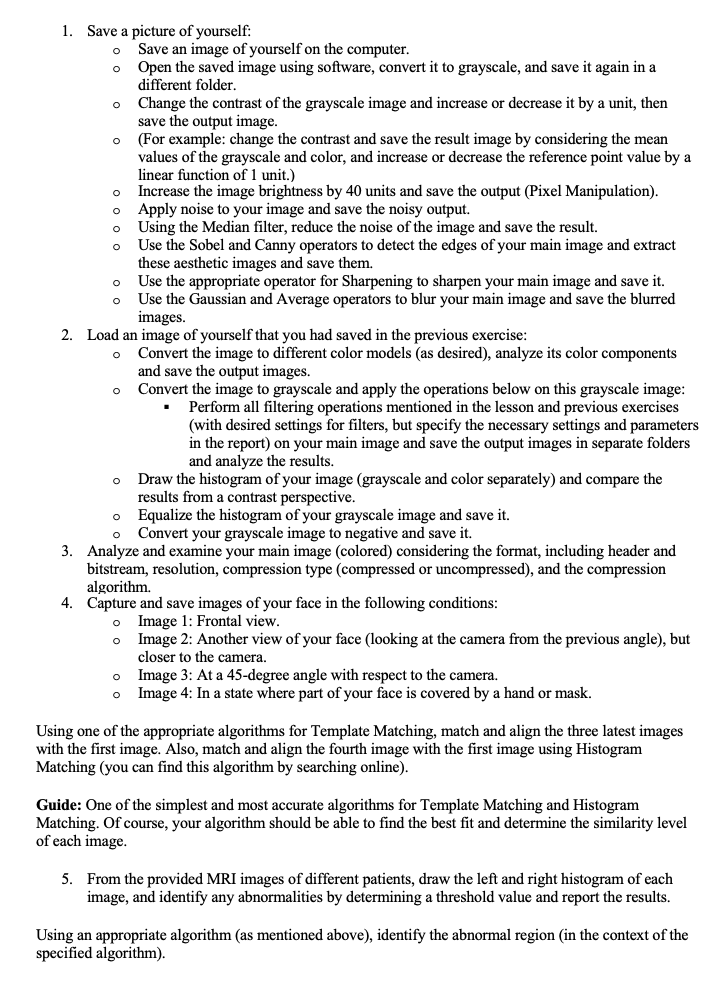 1. Save a picture of yourself:
o Save an image of yourself on the computer.
o Open the saved image using software, convert it to grayscale, and save it again in a
different folder.
o Change the contrast of the grayscale image and increase or decrease it by a unit, then
save the output image.
o (For example: change the contrast and save the result image by considering the mean
values of the grayscale and color, and increase or decrease the reference point value by a
linear function of 1 unit.)
o Increase the image brightness by 40 units and save the output (Pixel Manipulation).
o Apply noise to your image and save the noisy output.
o Using the Median filter, reduce the noise of the image and save the result.
o Use the Sobel and Canny operators to detect the edges of your main image and extract
these aesthetic images and save them.
o Use the appropriate operator for Sharpening to sharpen your main image and save it.
o Use the Gaussian and Average operators to blur your main image and save the blurred
images.
2. Load an image of yourself that you had saved in the previous exercise:
o Convert the image to different color models (as desired), analyze its color components
and save the output images.
o Convert the image to grayscale and apply the operations below on this grayscale image:
▪ Perform all filtering operations mentioned in the lesson and previous exercises
(with desired settings for filters, but specify the necessary settings and parameters
in the report) on your main image and save the output images in separate folders
and analyze the results.
o Draw the histogram of your image (grayscale and color separately) and compare the
results from a contrast perspective.
o Equalize the histogram of your grayscale image and save it.
o Convert your grayscale image to negative and save it.
3. Analyze and examine your main image (colored) considering the format, including header and
bitstream, resolution, compression type (compressed or uncompressed), and the compression
algorithm.
4. Capture and save images of your face in the following conditions:
o Image 1: Frontal view.
o Image 2: Another view of your face (looking at the camera from the previous angle), but
closer to the camera.
o Image 3: At a 45-degree angle with respect to the camera.
o Image 4: In a state where part of your face is covered by a hand or mask.
Using one of the appropriate algorithms for Template Matching, match and align the three latest images
with the first image. Also, match and align the fourth image with the first image using Histogram
Matching (you can find this algorithm by searching online).
Guide: One of the simplest and most accurate algorithms for Template Matching and Histogram
Matching. Of course, your algorithm should be able to find the best fit and determine the similarity level
of each image.
5. From the provided MRI images of different patients, draw the left and right histogram of each
image, and identify any abnormalities by determining a threshold value and report the results.
Using an appropriate algorithm (as mentioned above), identify the abnormal region (in the context of the
specified algorithm).